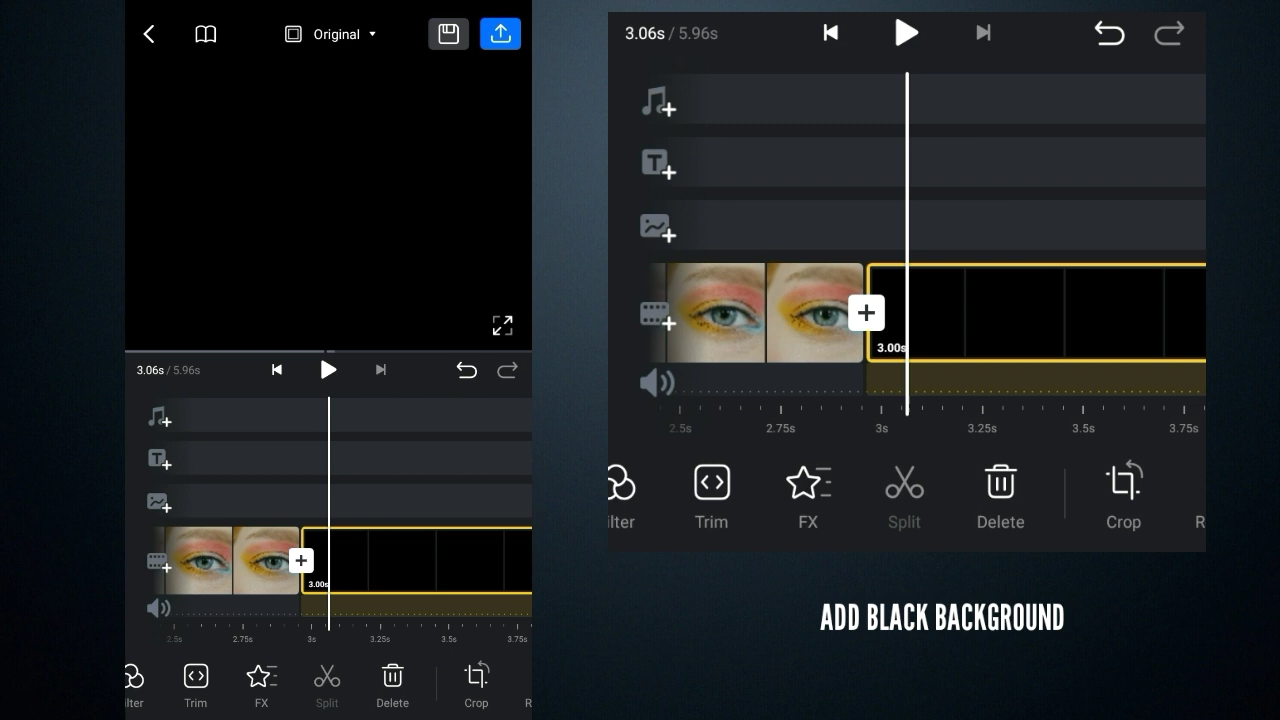 Original
3.06s / 5.96s
3.00s
2.5s 2.75s 3s 3.25s 3.5s 3.75s
lter Trim FX Split Delete Crop R
3.06s / 5.96s
T
3.00s
2.5s 2.75s 3s 3.25s 3.5s 3.75s
ilter Trim FX Split Delete Crop R
ADD BLACK BACKGROUND